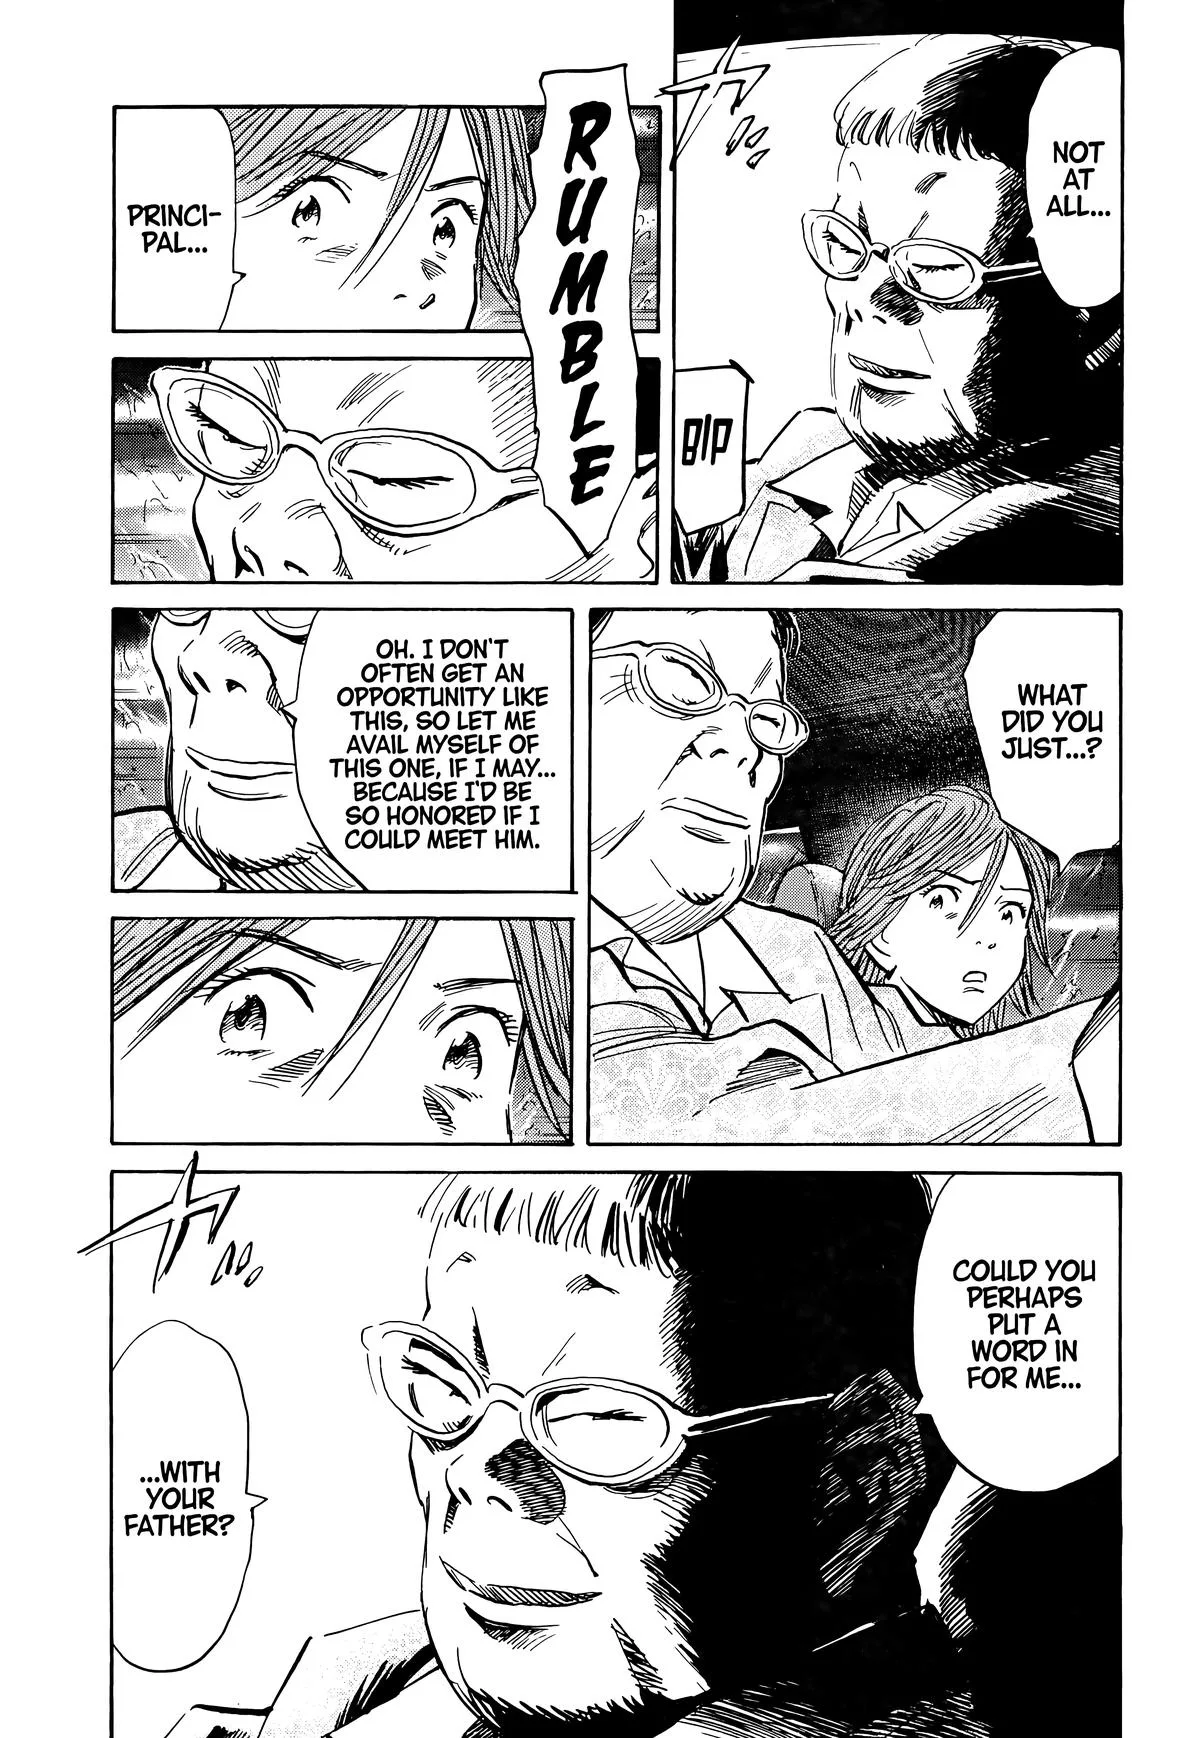 NOT
AT
ALL...
BIP
RUMBLE
PRINCI-
PAL...
WHAT
DID YOU
JUST...?
OH. I DON'T
OFTEN GET AN
OPPORTUNITY LIKE
THIS, SO LET ME
AVAIL MYSELF OF
THIS ONE, IF I MAY...
BECAUSE I'D BE
SO HONORED IF I
COULD MEET HIM.
COULD YOU
PERHAPS
PUT A
WORD IN
FOR ME...
...WITH
YOUR
FATHER?